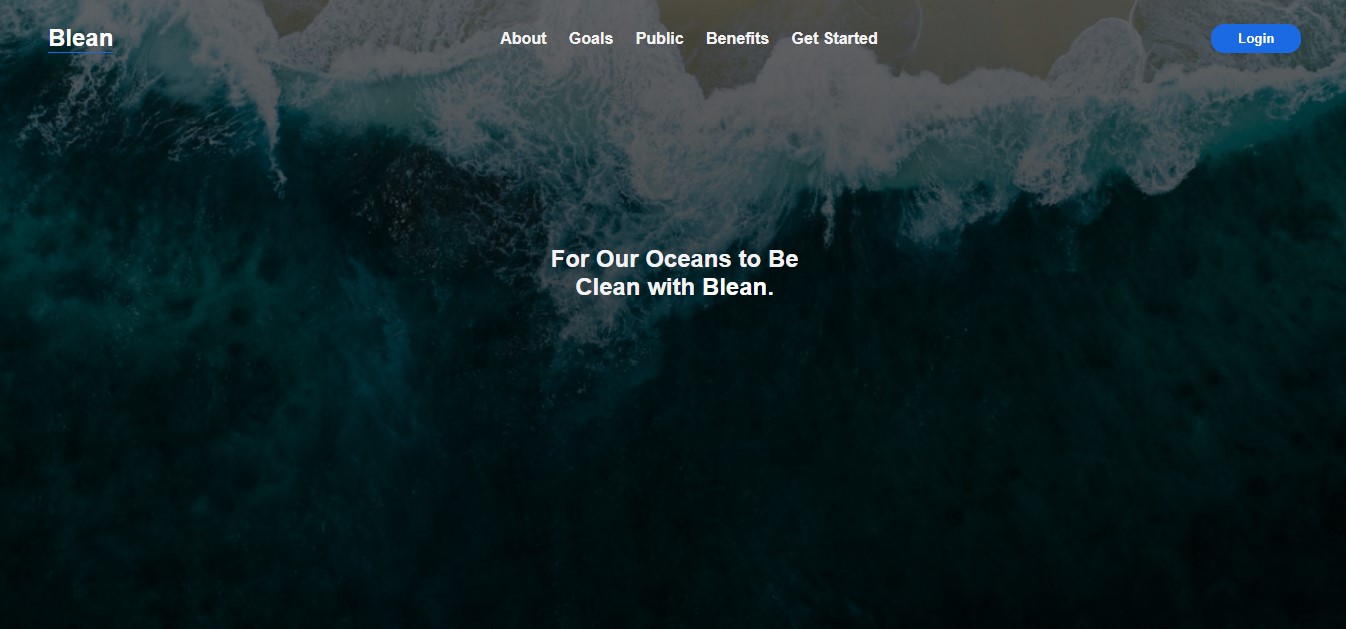 Blean
About Goals Public Benefits Get Started
Login
For Our Oceans to Be
Clean with Blean.